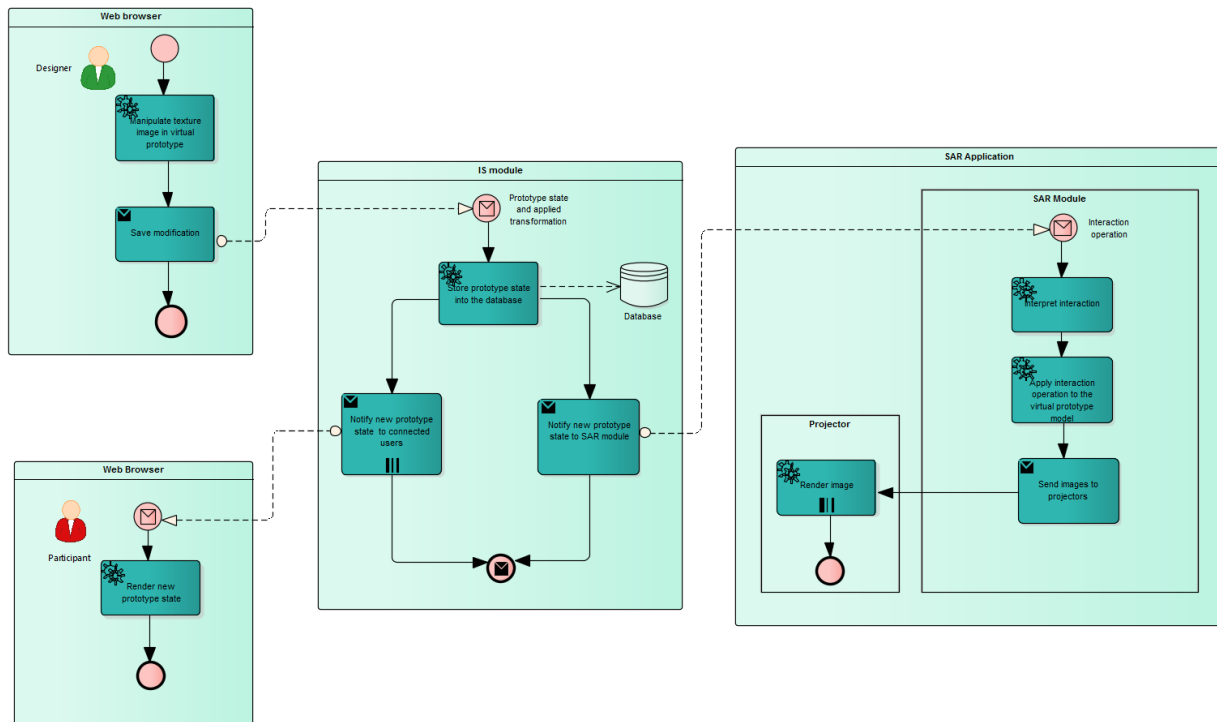 Web browser
Designer
Manipulate texture
image in virtual
prototype
Save modification
Web Browser
Participant
Render new
prototype state
IS module
Prototype state
and applied
transformation
Store prototype state
into the database
Database
Notify new prototype
state to connected
users
Notify new prototype
state to SAR module
SAR Application
SAR Module
Interaction
operation
Interpret interaction
Apply interaction
operation to the
virtual prototype
model
Send images to
projectors
Projector
Render image